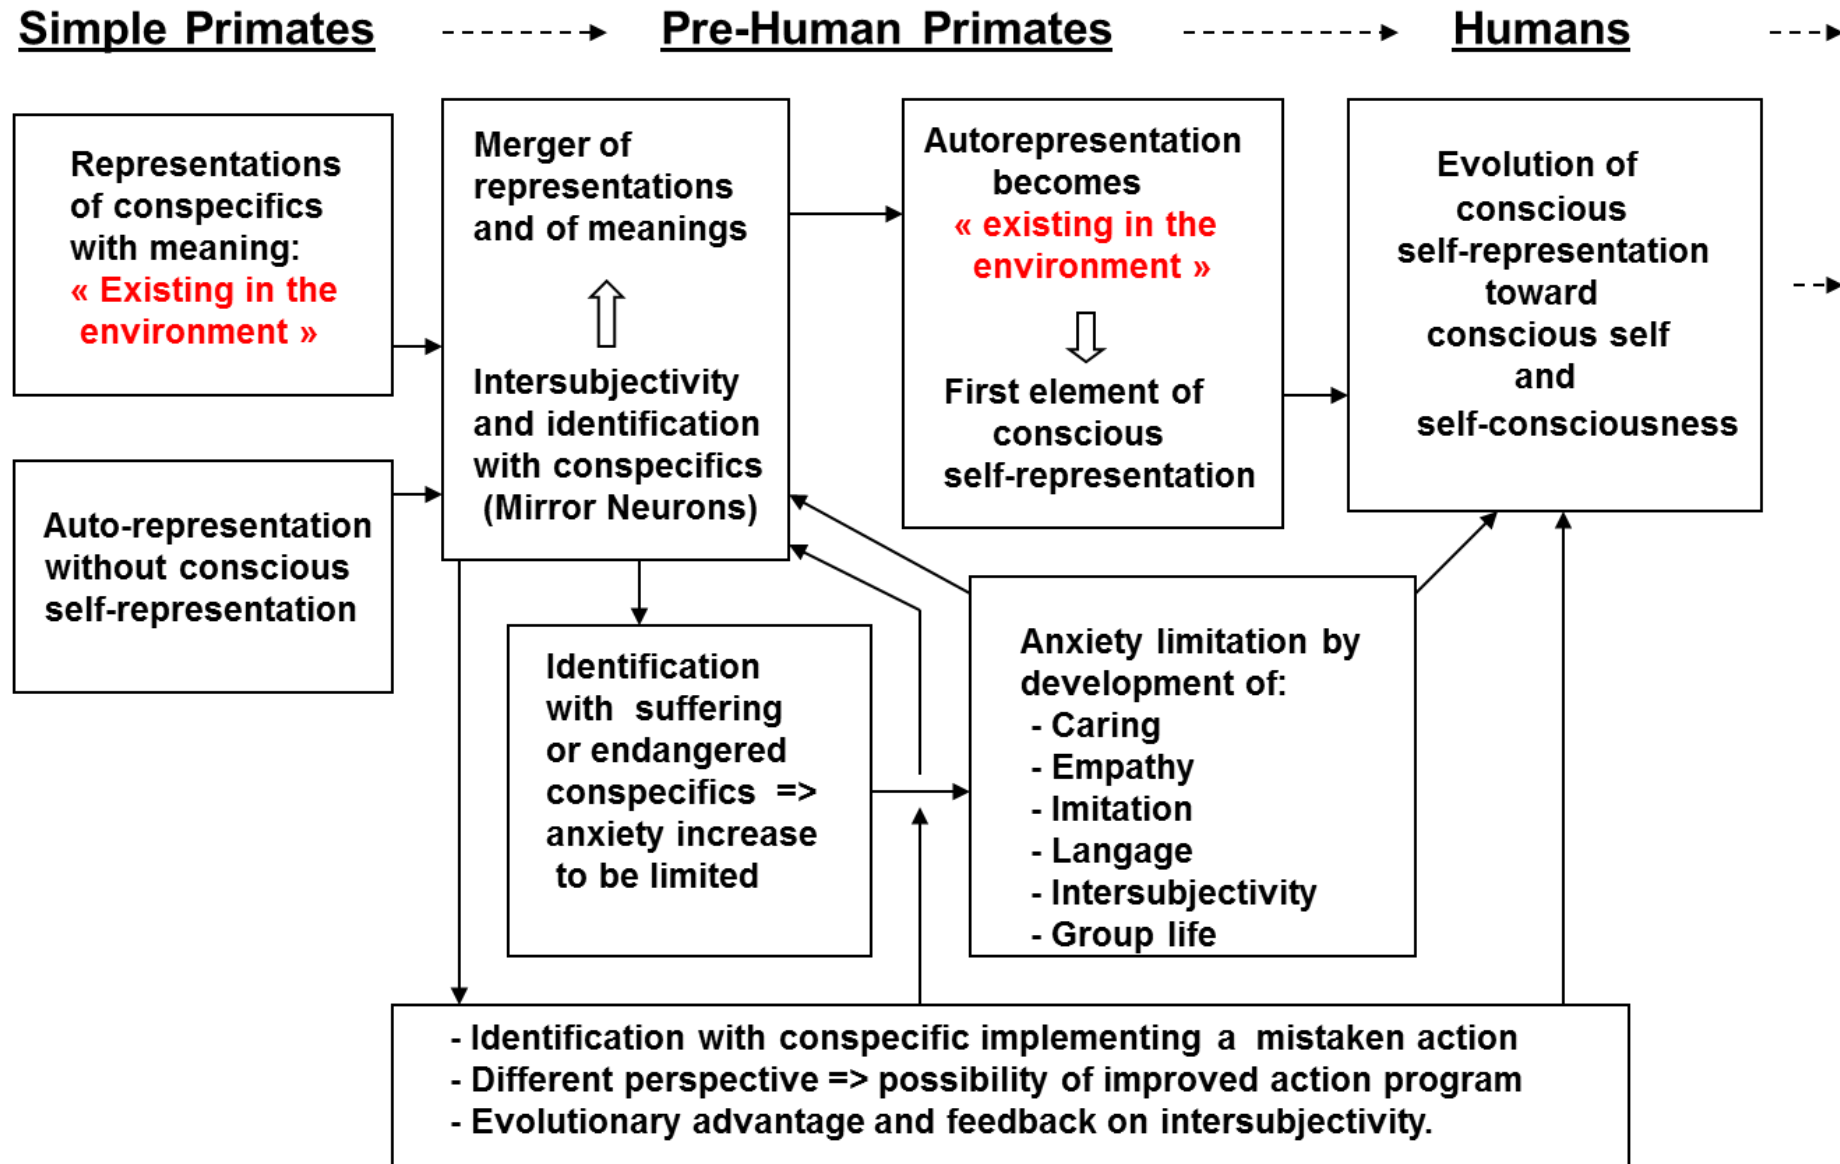 Simple Primates
Pre-Human Primates
Humans
Representations
of conspecifics
with meaning:
« Existing in the
environment »
Auto-representation
without conscious
self-representation
Merger of
representations
and of meanings
Intersubjectivity
and identification
with conspecifics
(Mirror Neurons)
Autorepresentation
becomes
« existing in the
environment »
First element of
conscious
self-representation
Evolution of
conscious
self-representation
toward
conscious self
and
self-consciousness
Identification
with suffering
or endangered
conspecifics =>
anxiety increase
to be limited
Anxiety limitation by
development of:
- Caring
- Empathy
- Imitation
- Langage
- Intersubjectivity
- Group life
- Identification with conspecific implementing a mistaken action
- Different perspective => possibility of improved action program
- Evolutionary advantage and feedback on intersubjectivity.